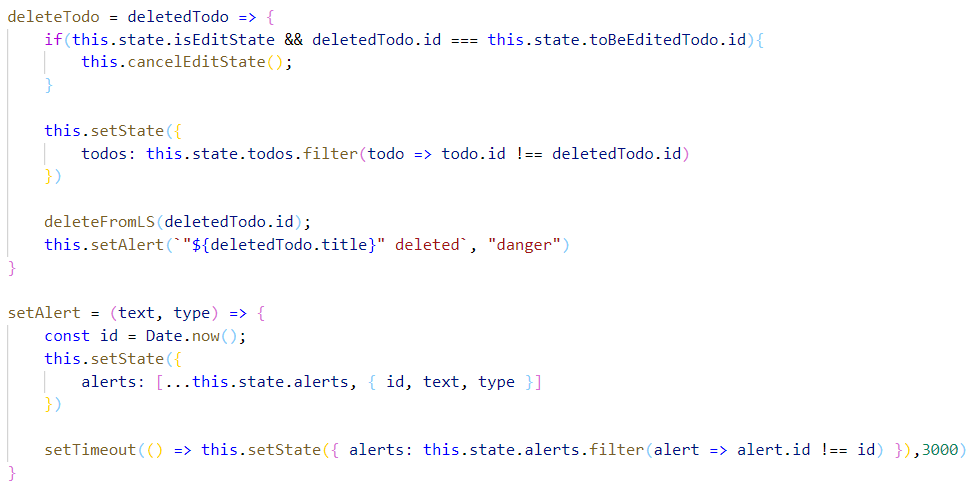 deleteTodo = deletedTodo => {
    if(this.state.isEditState && deletedTodo.id === this.state.toBeEditedTodo.id){
        this.cancelEditState();
    }

    this.setState({
        todos: this.state.todos.filter(todo => todo.id !== deletedTodo.id)
    })

    deleteFromLS(deletedTodo.id);
    this.setAlert(`"${deletedTodo.title}" deleted`, "danger")
}

setAlert = (text, type) => {
    const id = Date.now();
    this.setState({
        alerts: [...this.state.alerts, { id, text, type }]
    })

    setTimeout(() => this.setState({ alerts: this.state.alerts.filter(alert => alert.id !== id) }),3000)
}